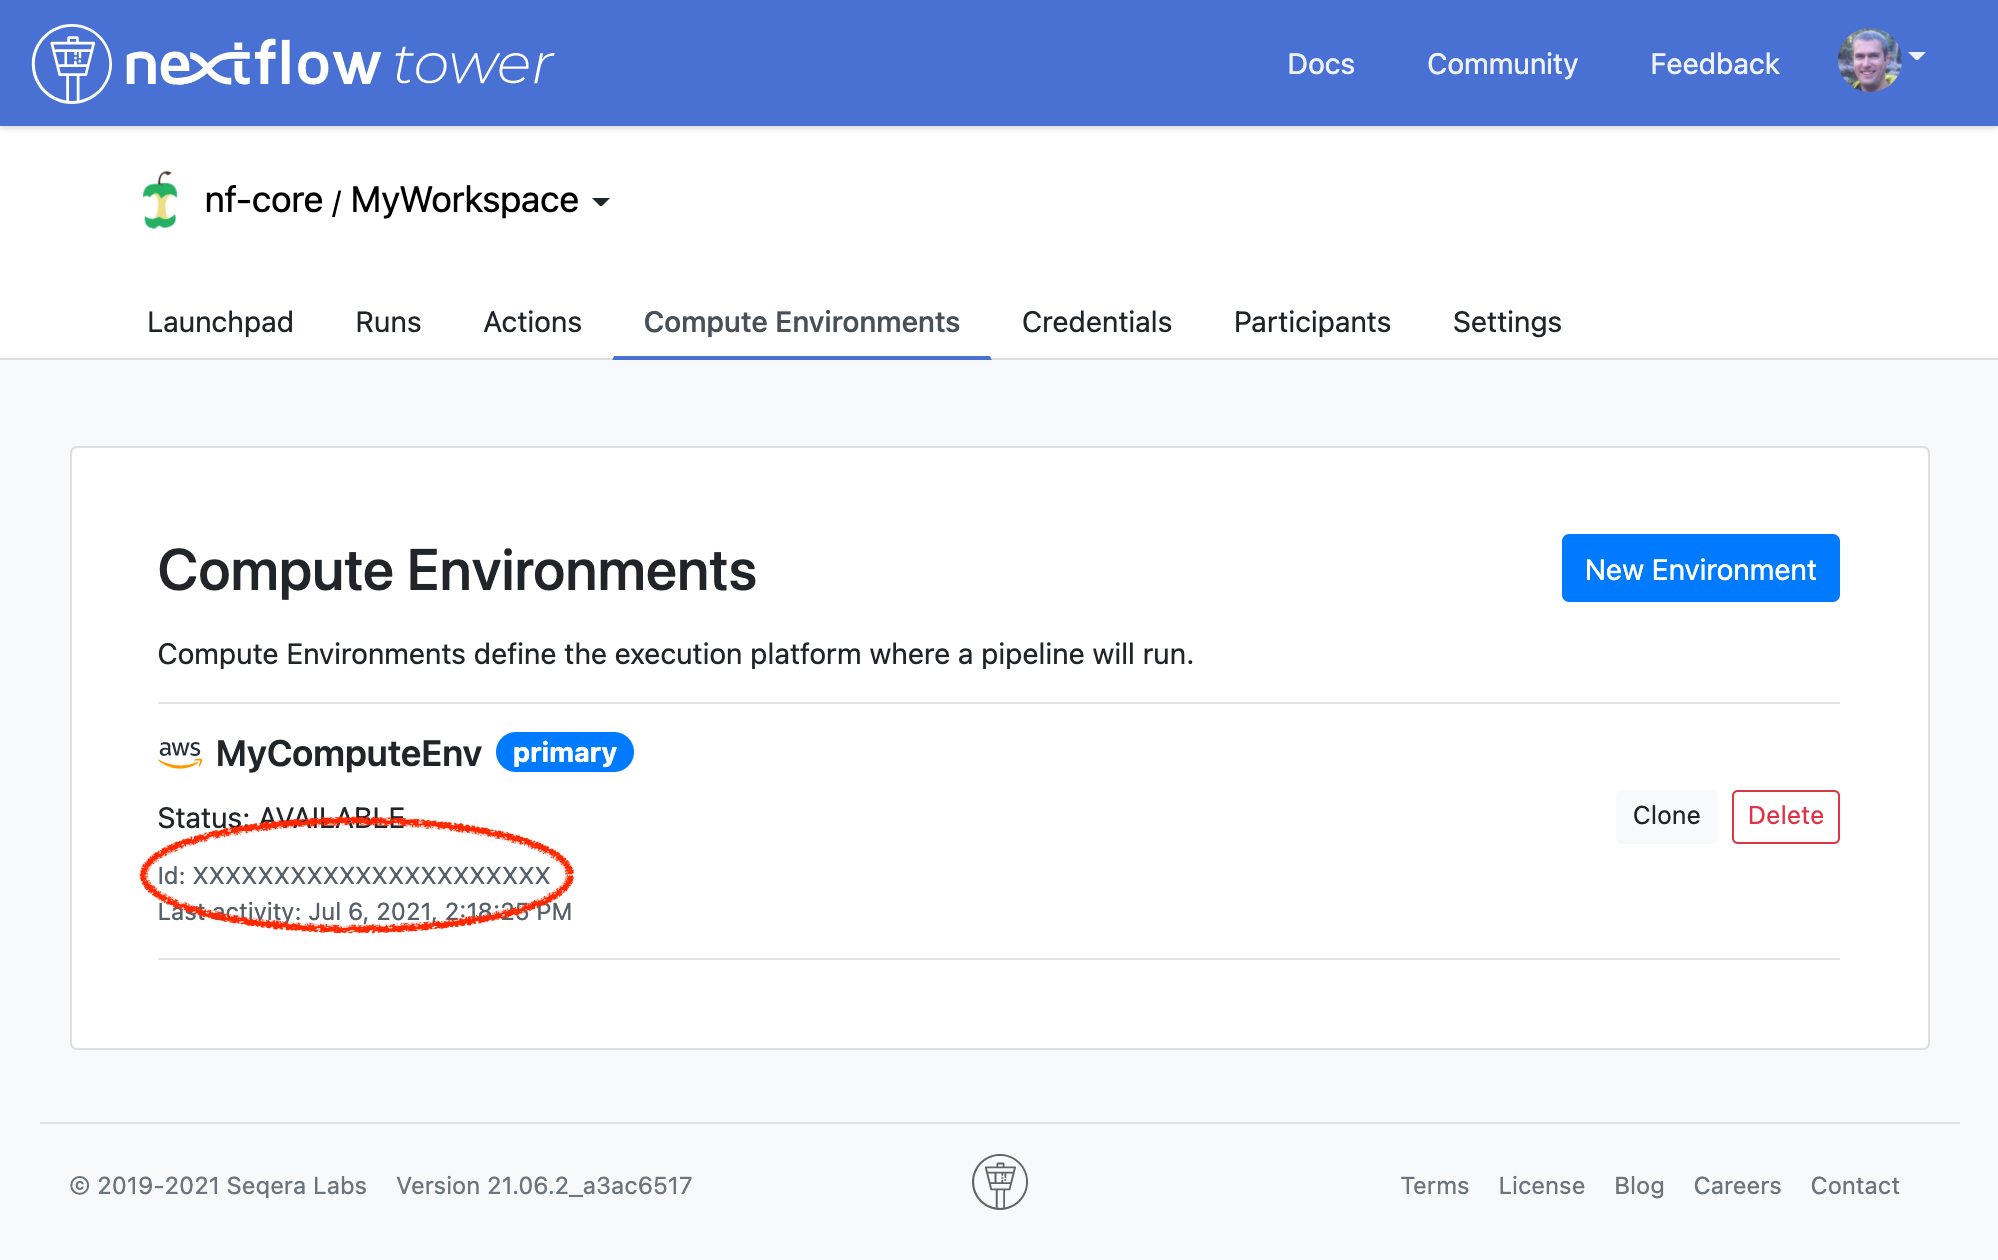 nextflow tower Docs Community Feedback
nf-core / MyWorkspace
Launchpad Runs Actions Compute Environments Credentials Participants Settings
Compute Environments New Environment
Compute Environments define the execution platform where a pipeline will run.
aws MyComputeEnv primary
Status: AVAILABLE Clone Delete
Id: XXXXXXXXXXXXXXXXXXXXXX
Last activity: Jul 6, 2021, 2:18:25 PM
© 2019-2021 Seqera Labs Version 21.06.2_a3ac6517 Terms License Blog Careers Contact